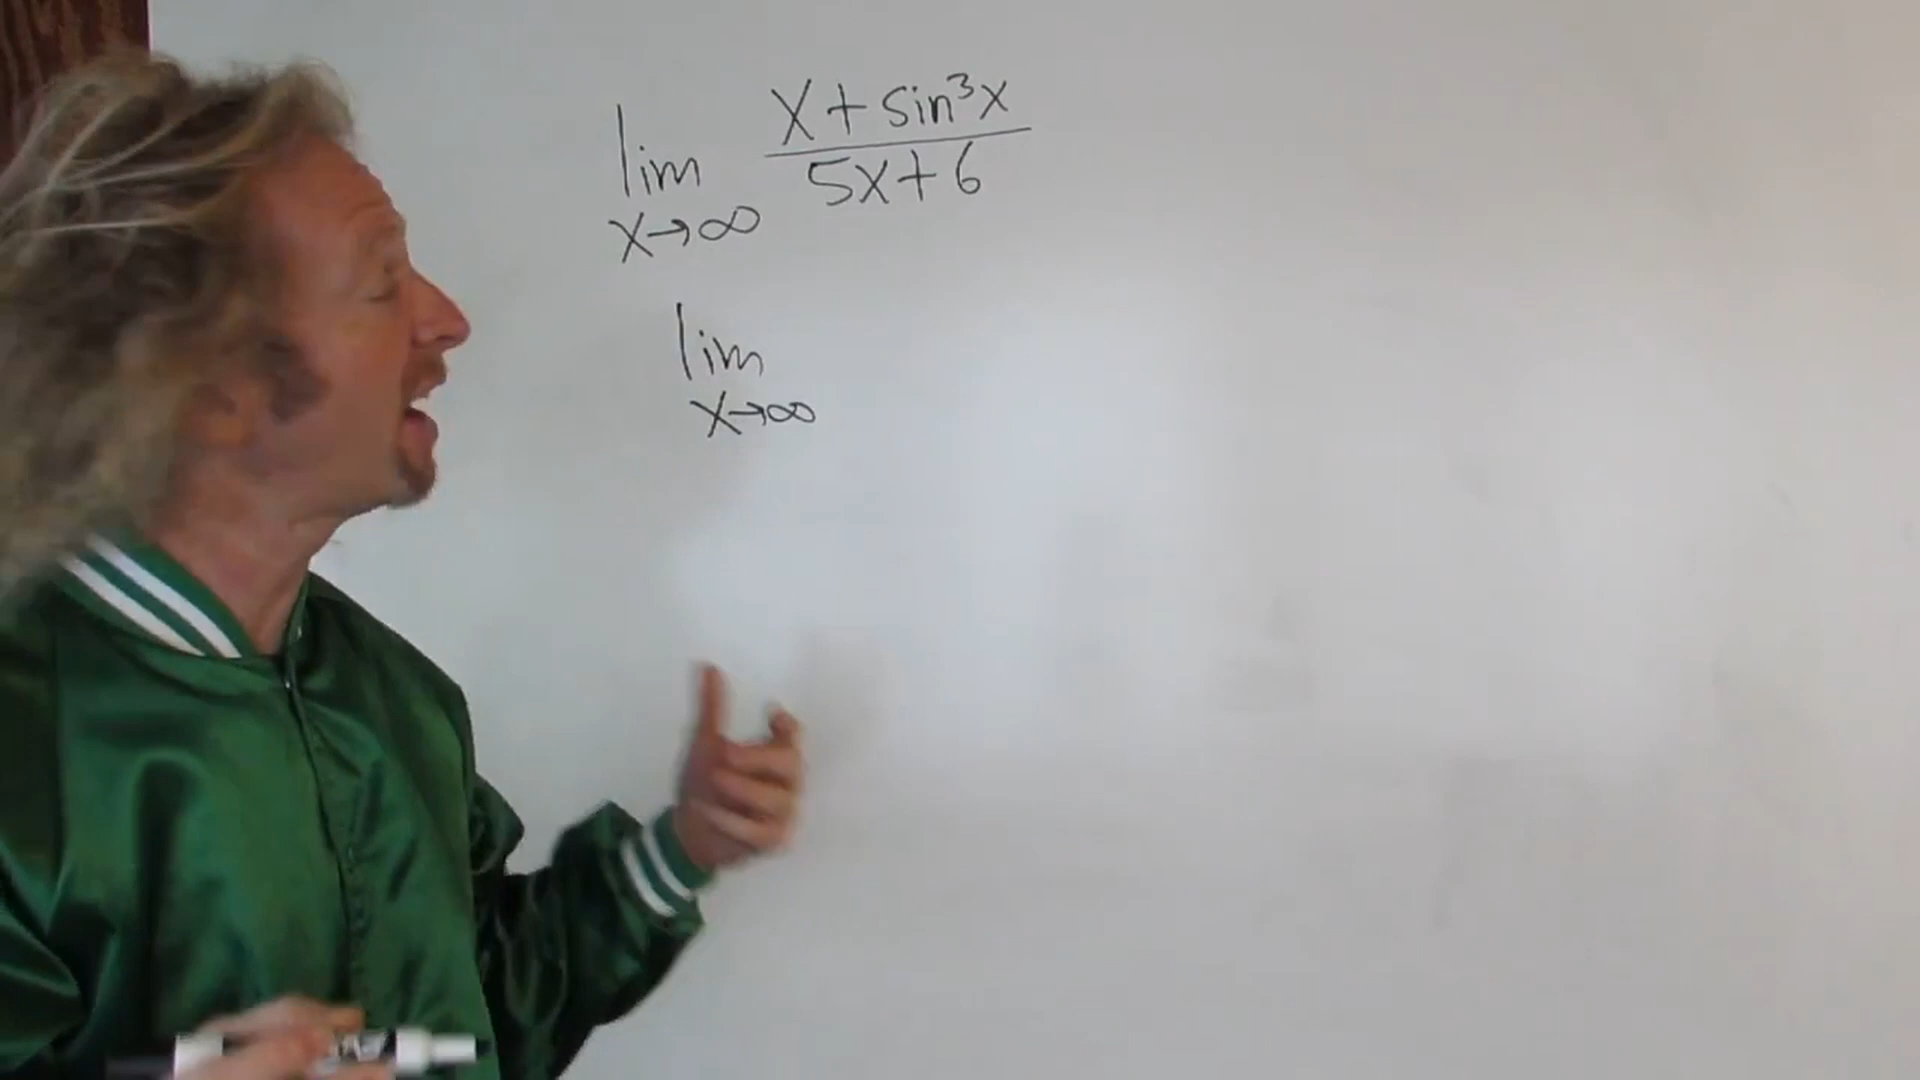 lim x→∞ (x + sin³x)/(5x + 6)
lim x→∞